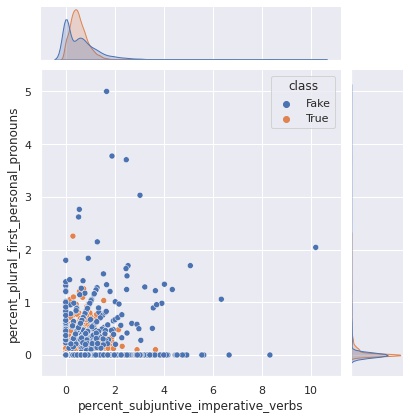 class
Fake
True
5
4
3
2
1
0
percent_plural_first_personal_pronouns
0 2 4 6 8 10
percent_subjuntive_imperative_verbs